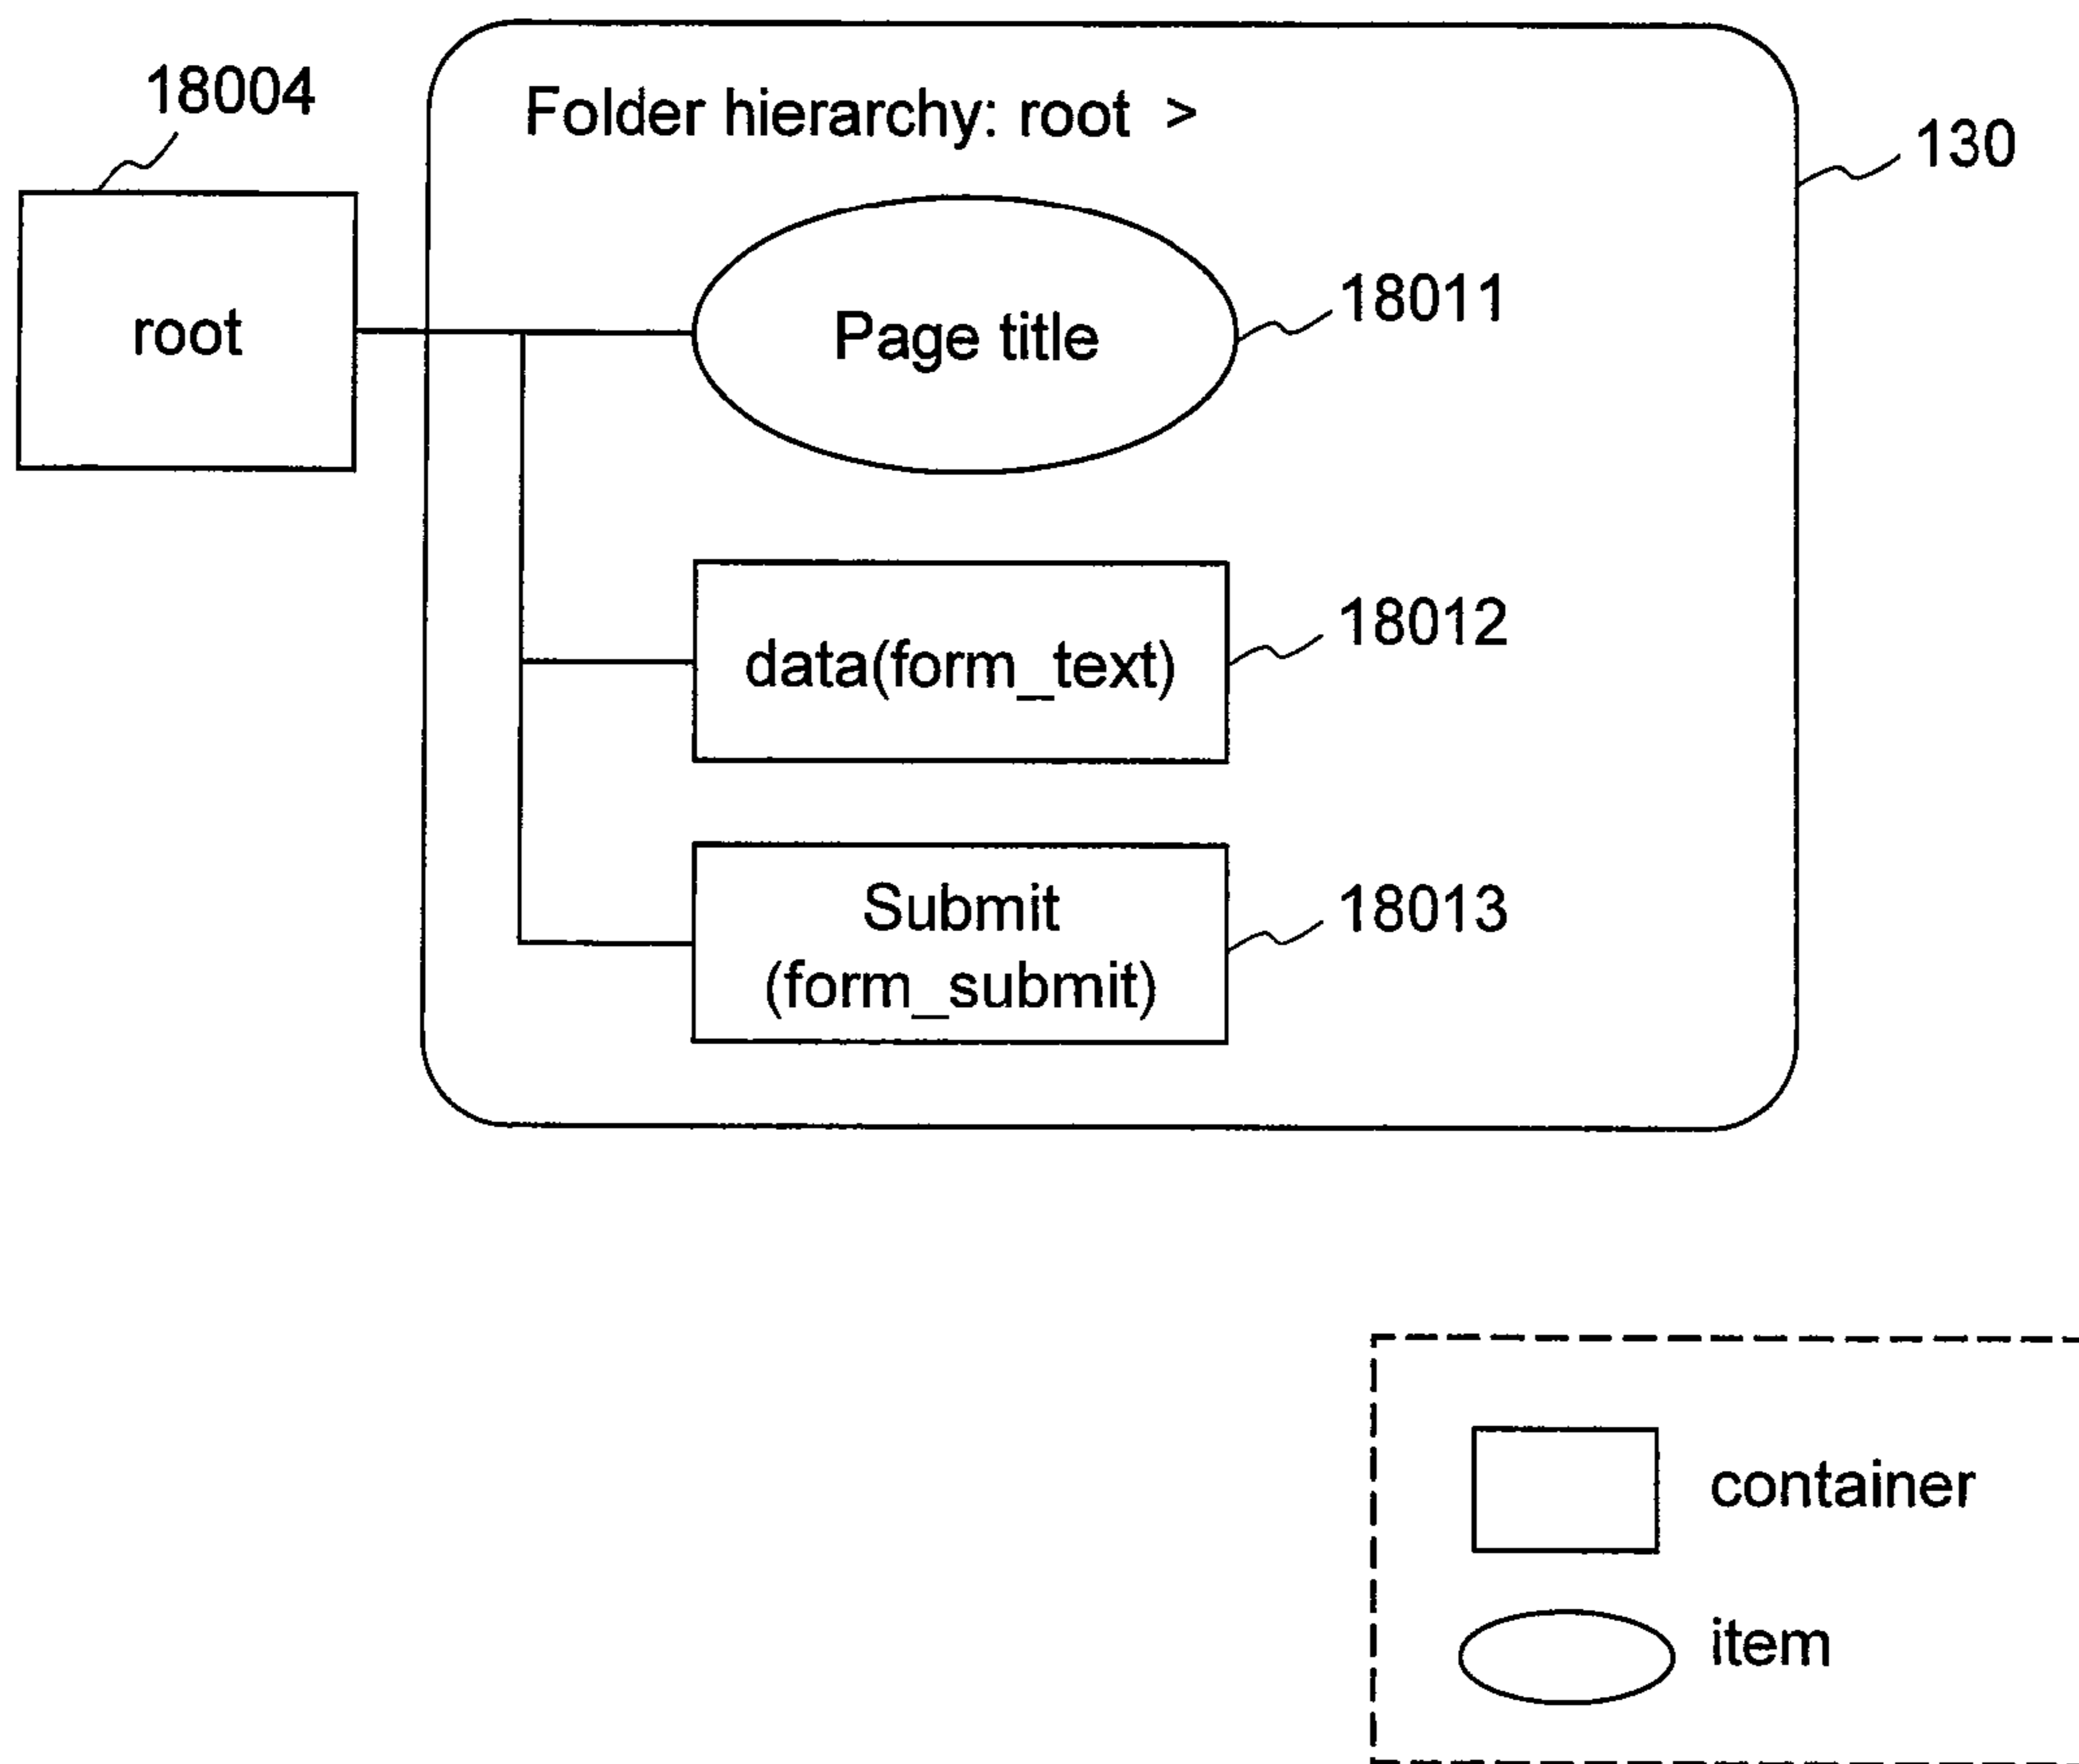 18004
Folder hierarchy: root >
130
root
Page title
18011
data(form_text)
18012
Submit
(form_submit)
18013
container
item